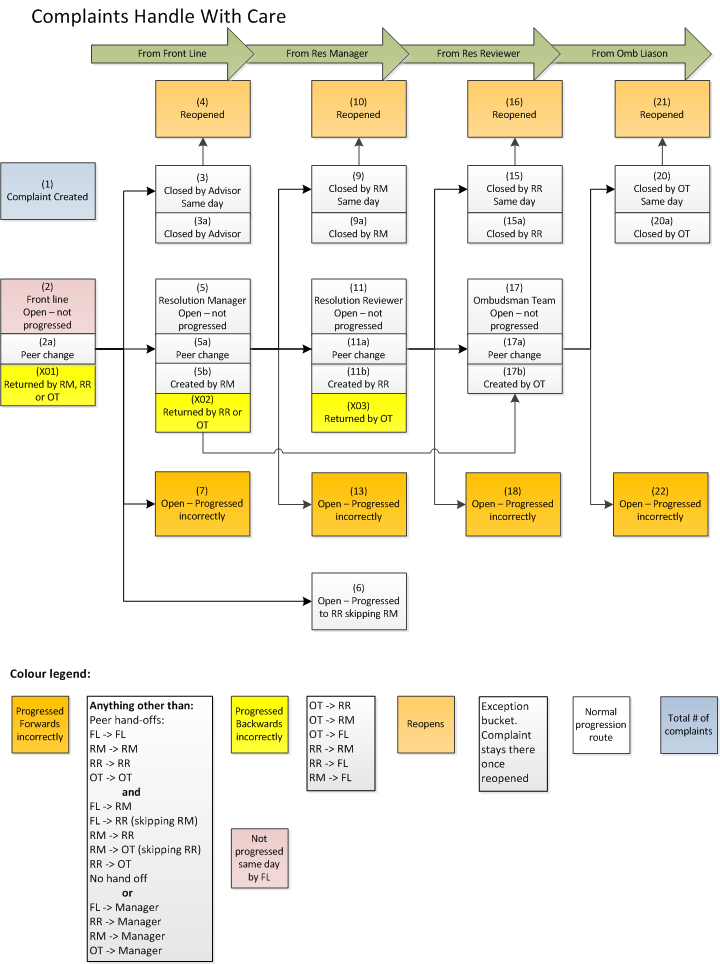 Complaints Handle With Care
From Front Line
From Res Manager
From Res Reviewer
From Omb Liason
(4)
Reopened
(10)
Reopened
(16)
Reopened
(21)
Reopened
(1)
Complaint Created
(3)
Closed by Advisor
Same day
(3a)
Closed by Advisor
(9)
Closed by RM
Same day
(9a)
Closed by RM
(15)
Closed by RR
Same day
(15a)
Closed by RR
(20)
Closed by OT
Same day
(20a)
Closed by OT
(2)
Front line
Open – not
progressed
(2a)
Peer change
(X01)
Returned by RM, RR
or OT
(5)
Resolution Manager
Open – not
progressed
(5a)
Peer change
(5b)
Created by RM
(X02)
Returned by RR or
OT
(11)
Resolution Reviewer
Open – not
progressed
(11a)
Peer change
(11b)
Created by RR
(X03)
Returned by OT
(17)
Ombudsman Team
Open – not
progressed
(17a)
Peer change
(17b)
Created by OT
(7)
Open – Progressed
incorrectly
(13)
Open – Progressed
incorrectly
(18)
Open – Progressed
incorrectly
(22)
Open – Progressed
incorrectly
(6)
Open – Progressed
to RR skipping RM
Colour legend:
Progressed
Forwards
incorrectly
Anything other than:
Peer hand-offs:
FL -> FL
RM -> RM
RR -> RR
OT -> OT
and
FL -> RM
FL -> RR (skipping RM)
RM -> RR
RM -> OT (skipping RR)
RR -> OT
No hand off
or
FL -> Manager
RR -> Manager
RM -> Manager
OT -> Manager
Progressed
Backwards
incorrectly
OT -> RR
OT -> RM
OT -> FL
RR -> RM
RR -> FL
RM -> FL
Reopens
Exception
bucket.
Complaint
stays there
once
reopened
Normal
progression
route
Total # of
complaints
Not
progressed
same day
by FL